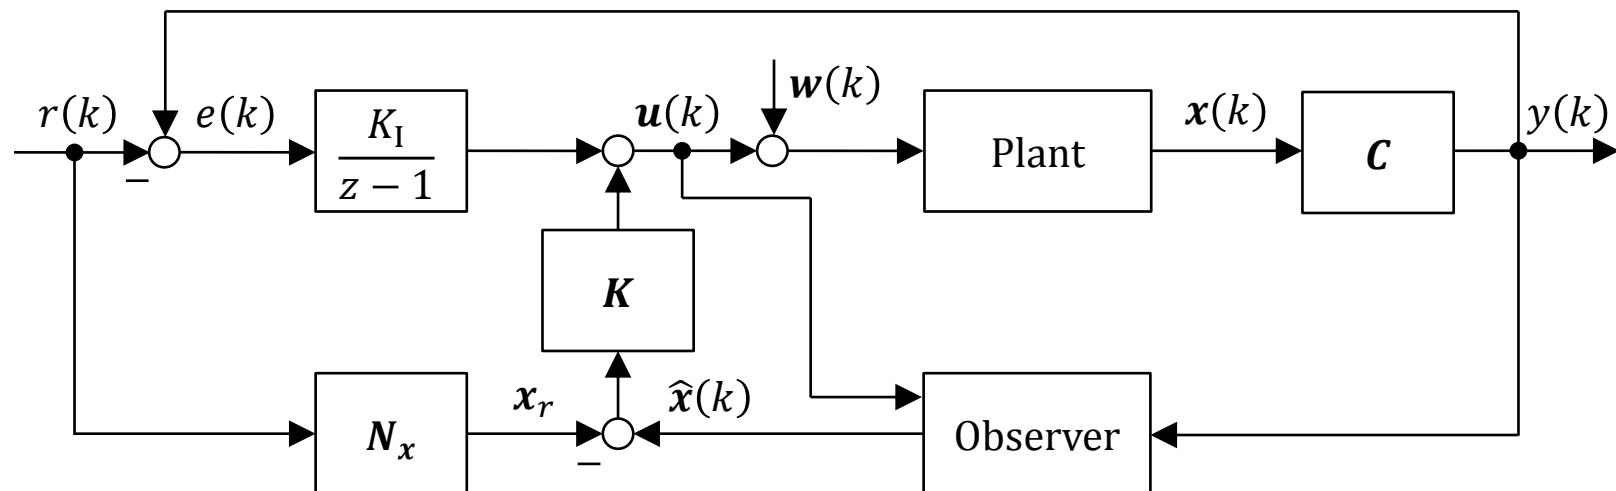 r(k)
−
e(k)
K_I
z − 1
u(k)
w(k)
Plant
x(k)
C
y(k)
K
N_x
x_r
−
x̂(k)
Observer